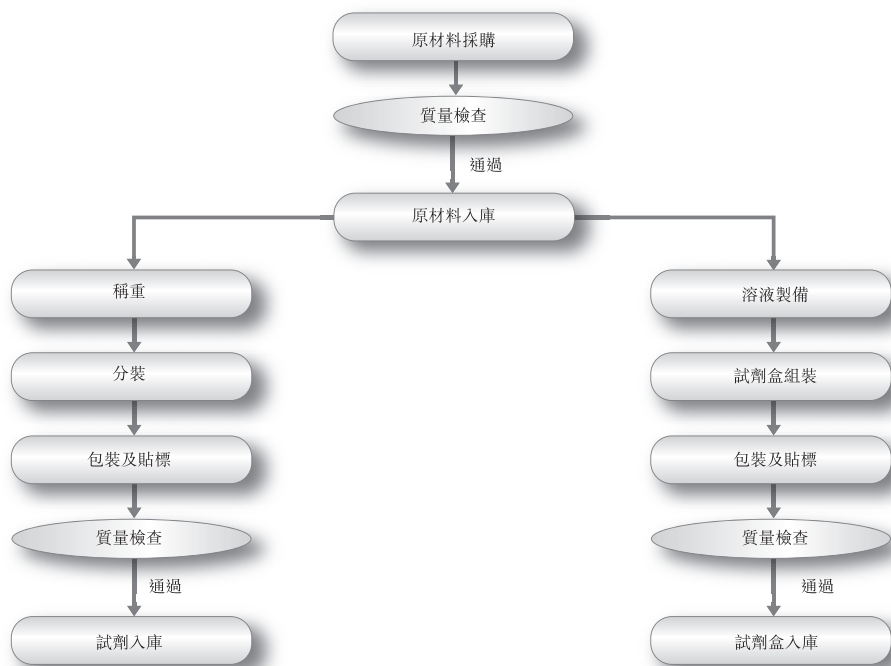 原材料採購
質量檢查
通過
原材料入庫
稱重
分裝
包裝及貼標
質量檢查
通過
試劑入庫
溶液製備
試劑盒組裝
包裝及貼標
質量檢查
通過
試劑盒入庫